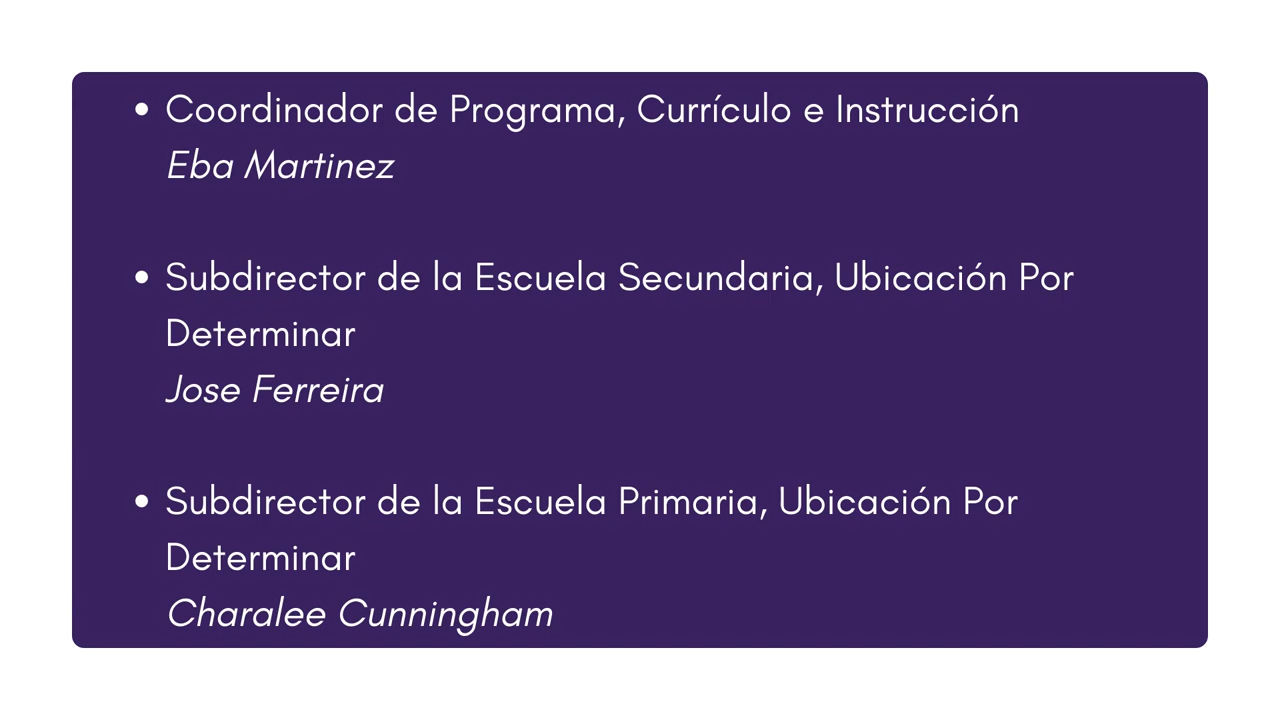 • Coordinador de Programa, Currículo e Instrucción
Eba Martinez
• Subdirector de la Escuela Secundaria, Ubicación Por
Determinar
Jose Ferreira
• Subdirector de la Escuela Primaria, Ubicación Por
Determinar
Charalee Cunningham